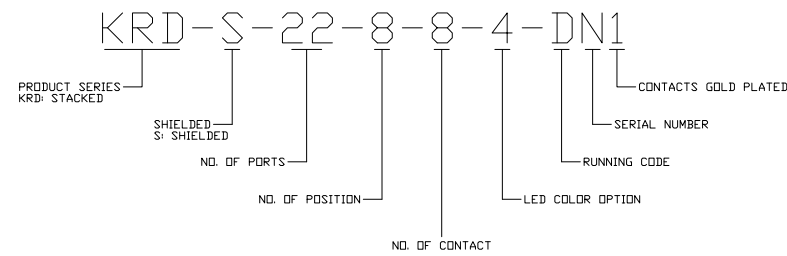 KRD-S-22-8-8-4-DN1
PRODUCT SERIES
KRD: STACKED
CONTACTS GOLD PLATED
SHIELDED
S: SHIELDED
SERIAL NUMBER
NO. OF PORTS
RUNNING CODE
NO. OF POSITION
LED COLOR OPTION
NO. OF CONTACT